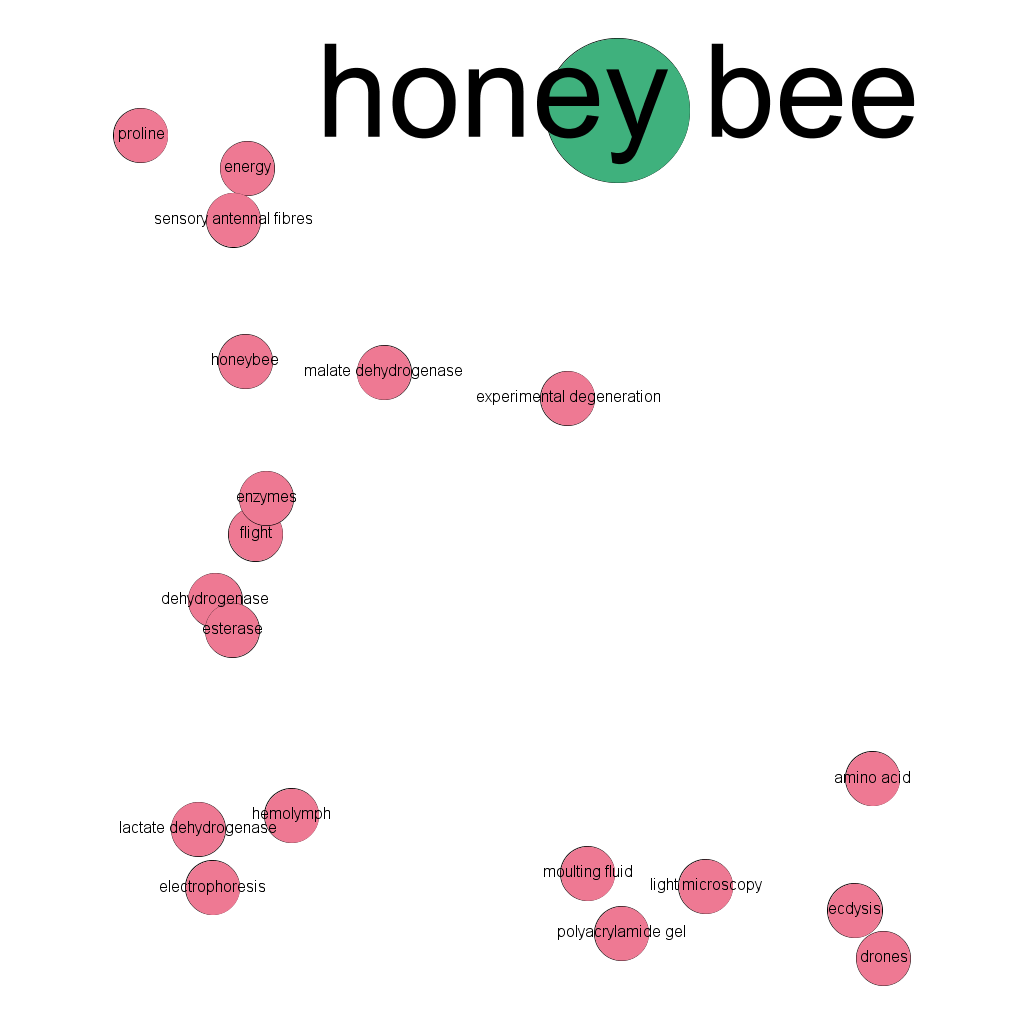 honey bee
proline
energy
sensory antennal fibres
honeybee
malate dehydrogenase
experimental degeneration
enzymes
flight
dehydrogenase
esterase
amino acid
hemolymph
lactate dehydrogenase
moulting fluid
light microscopy
electrophoresis
ecdysis
polyacrylamide gel
drones